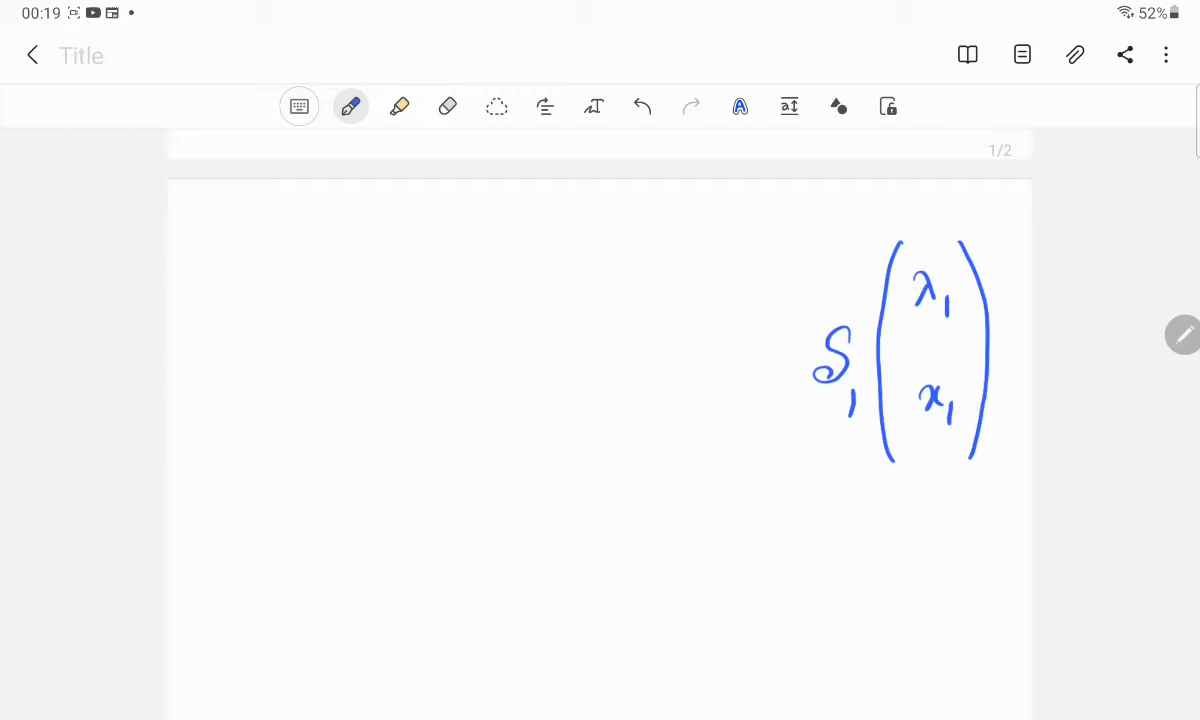 00:19 52%
Title
1/2
λ₁
S₁
x₁